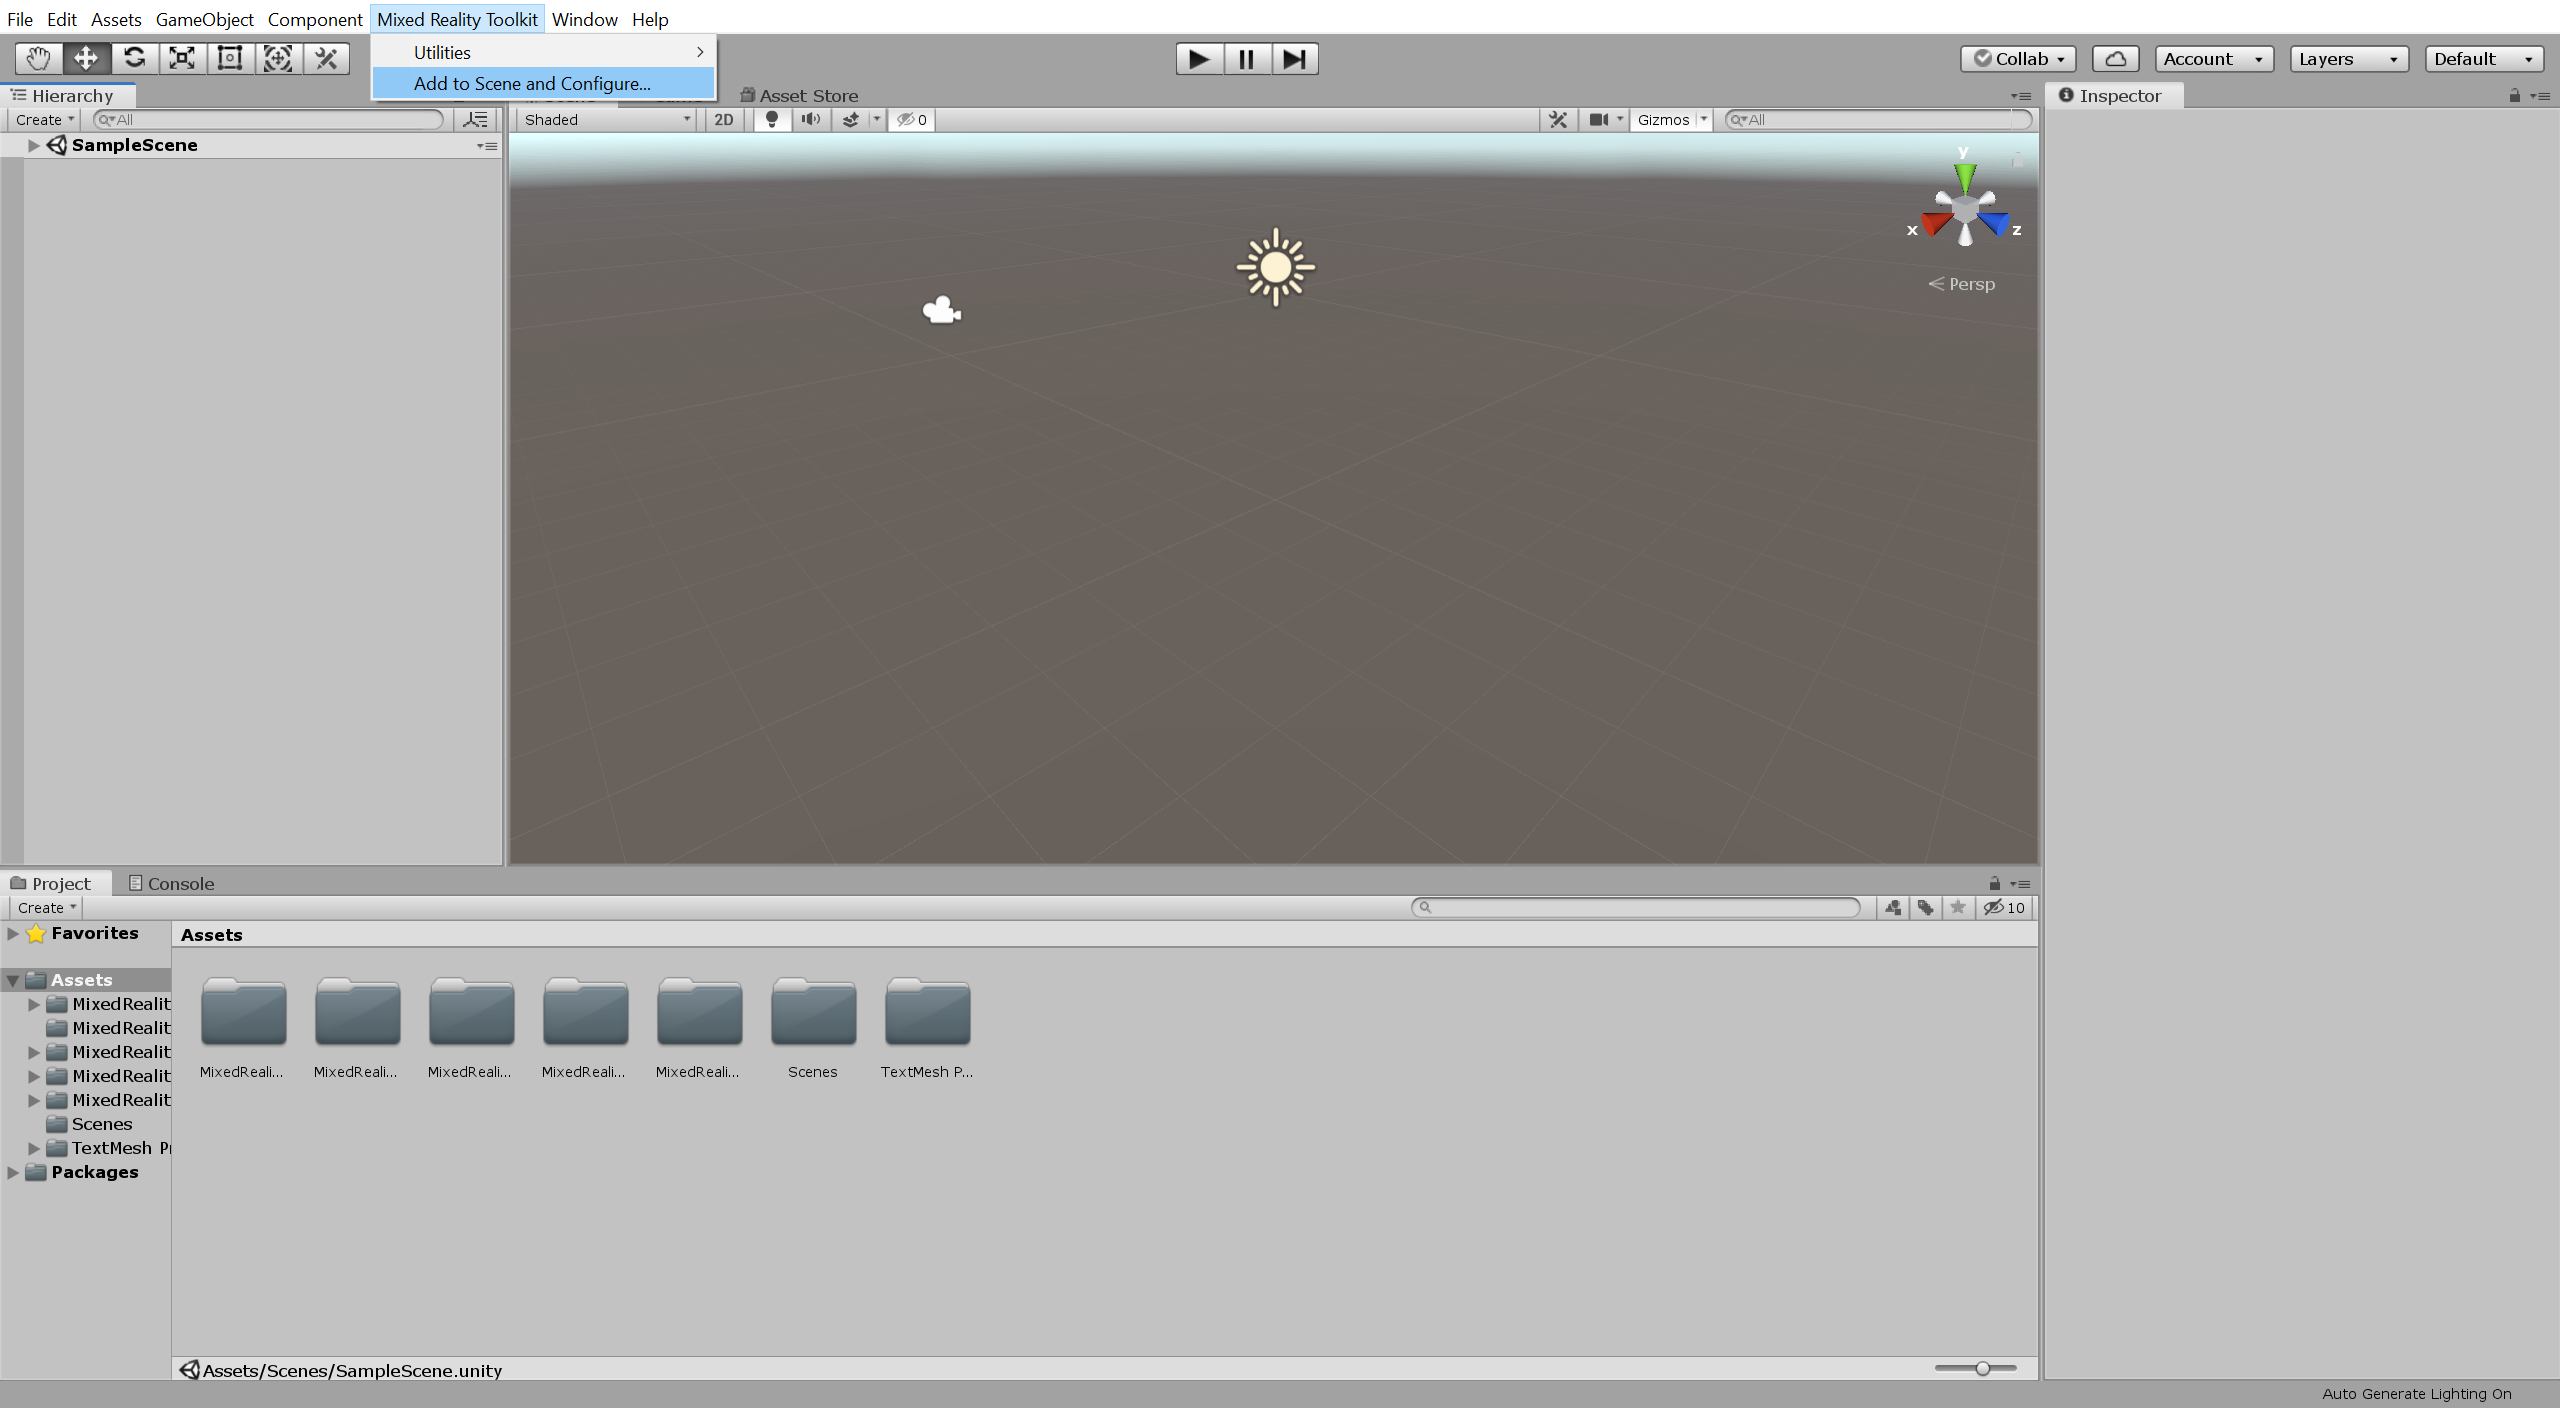 File Edit Assets GameObject Component Mixed Reality Toolkit Window Help
Utilities
Add to Scene and Configure...
Collab Account Layers Default
Hierarchy
Asset Store
Inspector
Create All
Shaded 2D 0 Gizmos All
SampleScene
y
x z
Persp
Project Console
Create
10
Favorites
Assets
MixedRealit
MixedRealit
MixedRealit
MixedRealit
MixedRealit
Scenes
TextMesh Pr
Packages
Assets
MixedReali... MixedReali... MixedReali... MixedReali... MixedReali... Scenes TextMesh P...
Assets/Scenes/SampleScene.unity
Auto Generate Lighting On